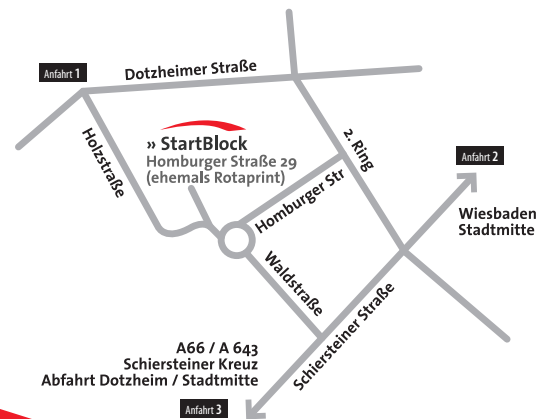 Anfahrt 1
Dotzheimer Straße
Holzstraße
» StartBlock
Homburger Straße 29
(ehemals Rotaprint)
2. Ring
Homburger Str
Anfahrt 2
Wiesbaden
Stadtmitte
Waldstraße
Schiersteiner Straße
A66 / A 643
Schiersteiner Kreuz
Abfahrt Dotzheim / Stadtmitte
Anfahrt 3